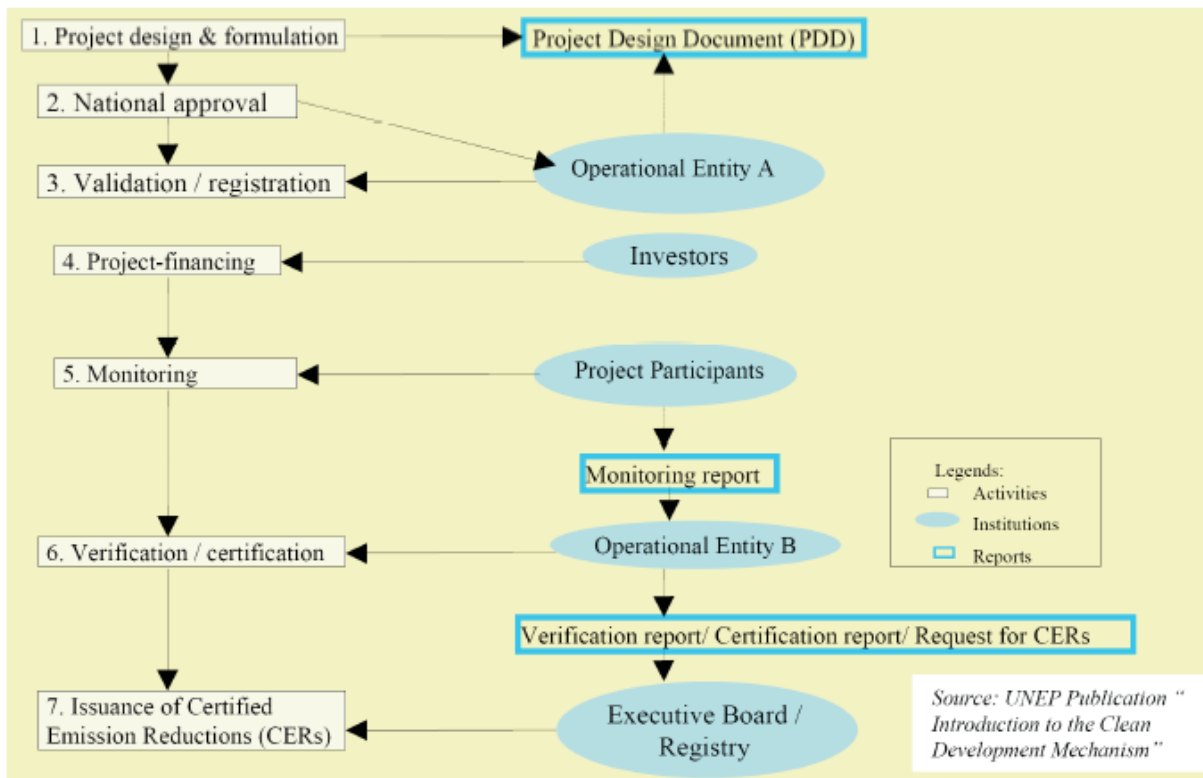 1. Project design & formulation
Project Design Document (PDD)
2. National approval
Operational Entity A
3. Validation / registration
Investors
4. Project-financing
5. Monitoring
Project Participants
Monitoring report
Legends:
Activities
Institutions
Reports
6. Verification / certification
Operational Entity B
Verification report/ Certification report/ Request for CERs
7. Issuance of Certified
Emission Reductions (CERs)
Executive Board /
Registry
Source: UNEP Publication “
Introduction to the Clean
Development Mechanism”